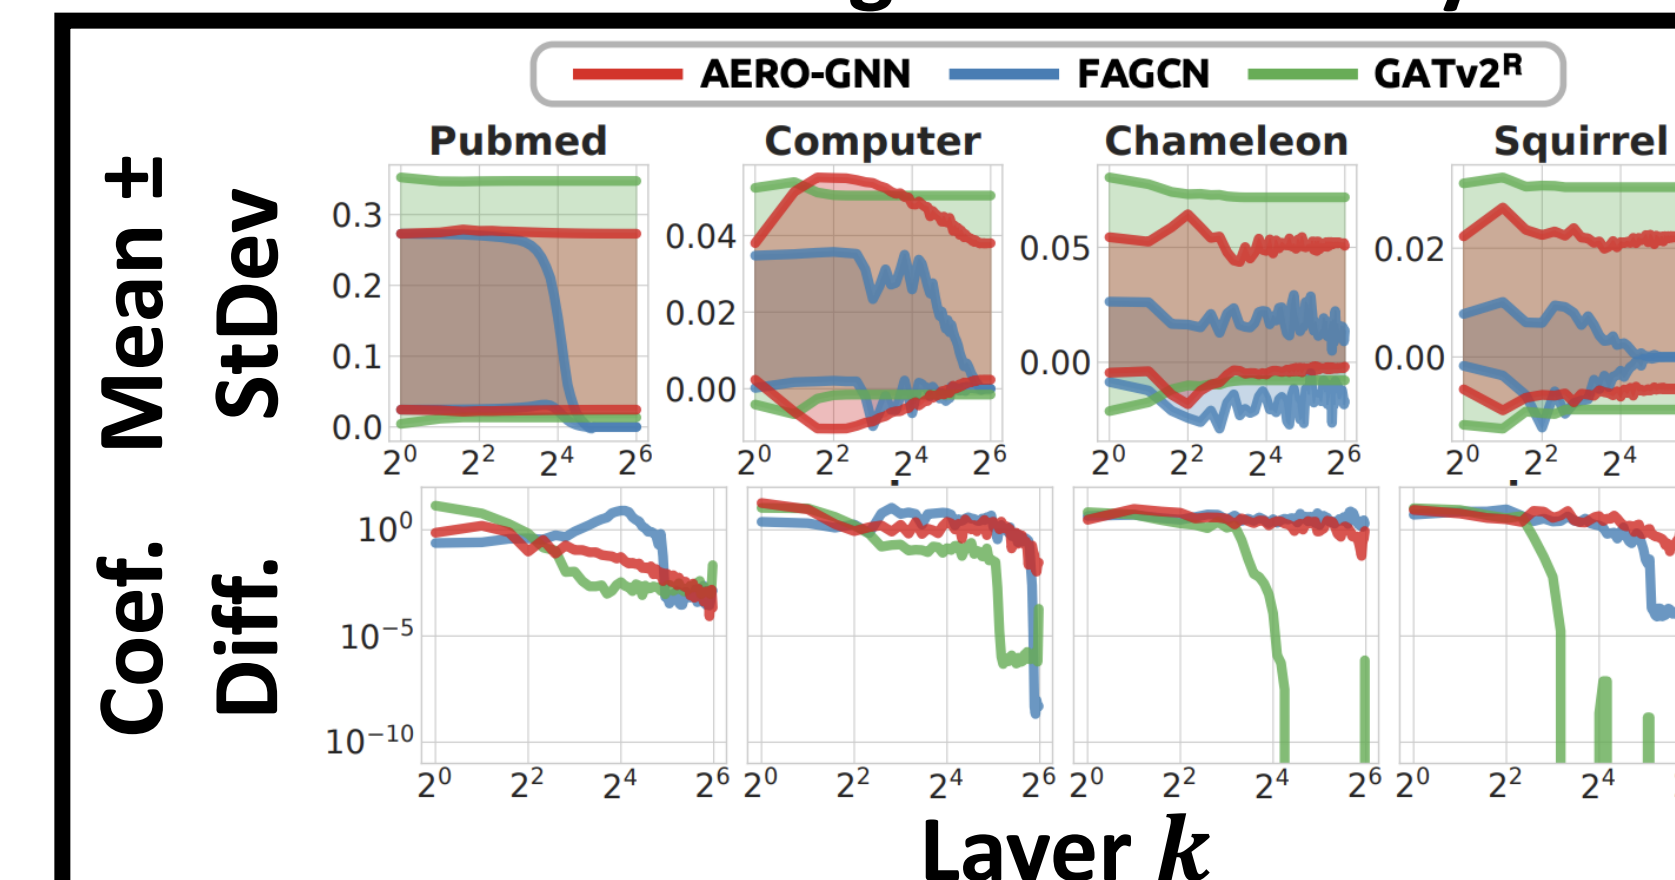 AERO-GNN FAGCN GATv2ᴿ
Pubmed Computer Chameleon Squirrel
Mean ±
StDev
0.3
0.2
0.1
0.0
2⁰ 2² 2⁴ 2⁶
0.04
0.02
0.00
2⁰ 2² 2⁴ 2⁶
0.05
0.00
2⁰ 2² 2⁴ 2⁶
0.02
0.00
2⁰ 2² 2⁴
Coef.
Diff.
10⁰
10⁻⁵
10⁻¹⁰
2⁰ 2² 2⁴ 2⁶
2⁰ 2² 2⁴ 2⁶
2⁰ 2² 2⁴ 2⁶
2⁰ 2² 2⁴
Layer k